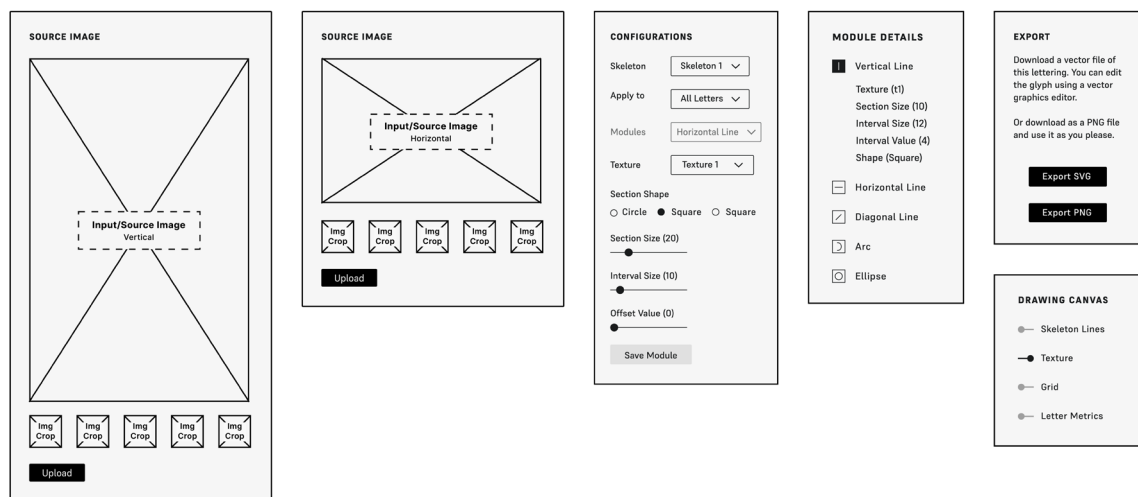 SOURCE IMAGE
Input/Source Image
Vertical
Img
Crop
Img
Crop
Img
Crop
Img
Crop
Img
Crop
Upload
SOURCE IMAGE
Input/Source Image
Horizontal
Img
Crop
Img
Crop
Img
Crop
Img
Crop
Img
Crop
Upload
CONFIGURATIONS
Skeleton Skeleton 1
Apply to All Letters
Modules Horizontal Line
Texture Texture 1
Section Shape
Circle Square Square
Section Size (20)
Interval Size (10)
Offset Value (0)
Save Module
MODULE DETAILS
Vertical Line
Texture (t1)
Section Size (10)
Interval Size (12)
Interval Value (4)
Shape (Square)
Horizontal Line
Diagonal Line
Arc
Ellipse
EXPORT
Download a vector file of
this lettering. You can edit
the glyph using a vector
graphics editor.
Or download as a PNG file
and use it as you please.
Export SVG
Export PNG
DRAWING CANVAS
Skeleton Lines
Texture
Grid
Letter Metrics